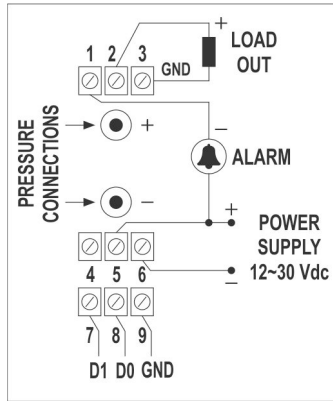 1 2 3
GND
+
LOAD
OUT
PRESSURE
CONNECTIONS
+
−
−
ALARM
+
POWER
SUPPLY
12~30 Vdc
−
4 5 6
7 8 9
D1 D0 GND